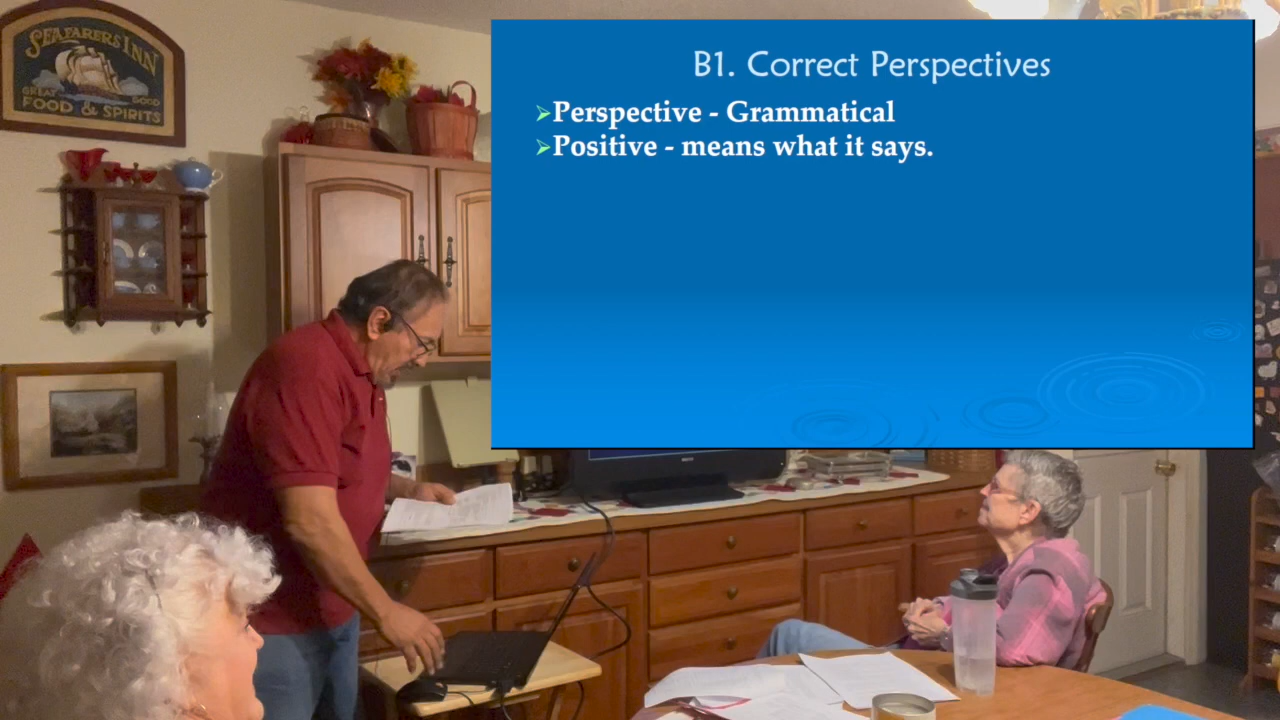 SEAFARERS INN
GREAT GOOD
FOOD & SPIRITS
B1. Correct Perspectives
➢Perspective - Grammatical
➢Positive - means what it says.